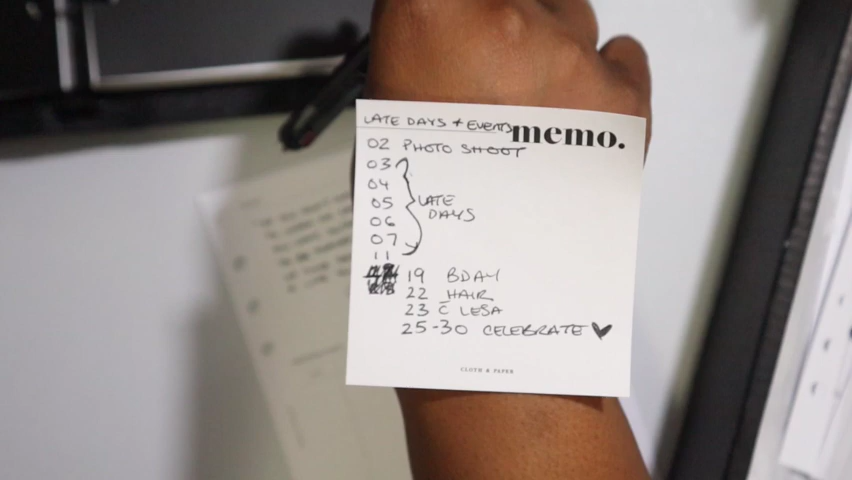 LATE DAYS + EVENTS
memo.
02 PHOTO SHOOT
03
04
05 LATE
06 DAYS
07
11
19 BDAY
22 HAIR
23 C̄ LESA
25-30 CELEBRATE ♥
CLOTH & PAPER